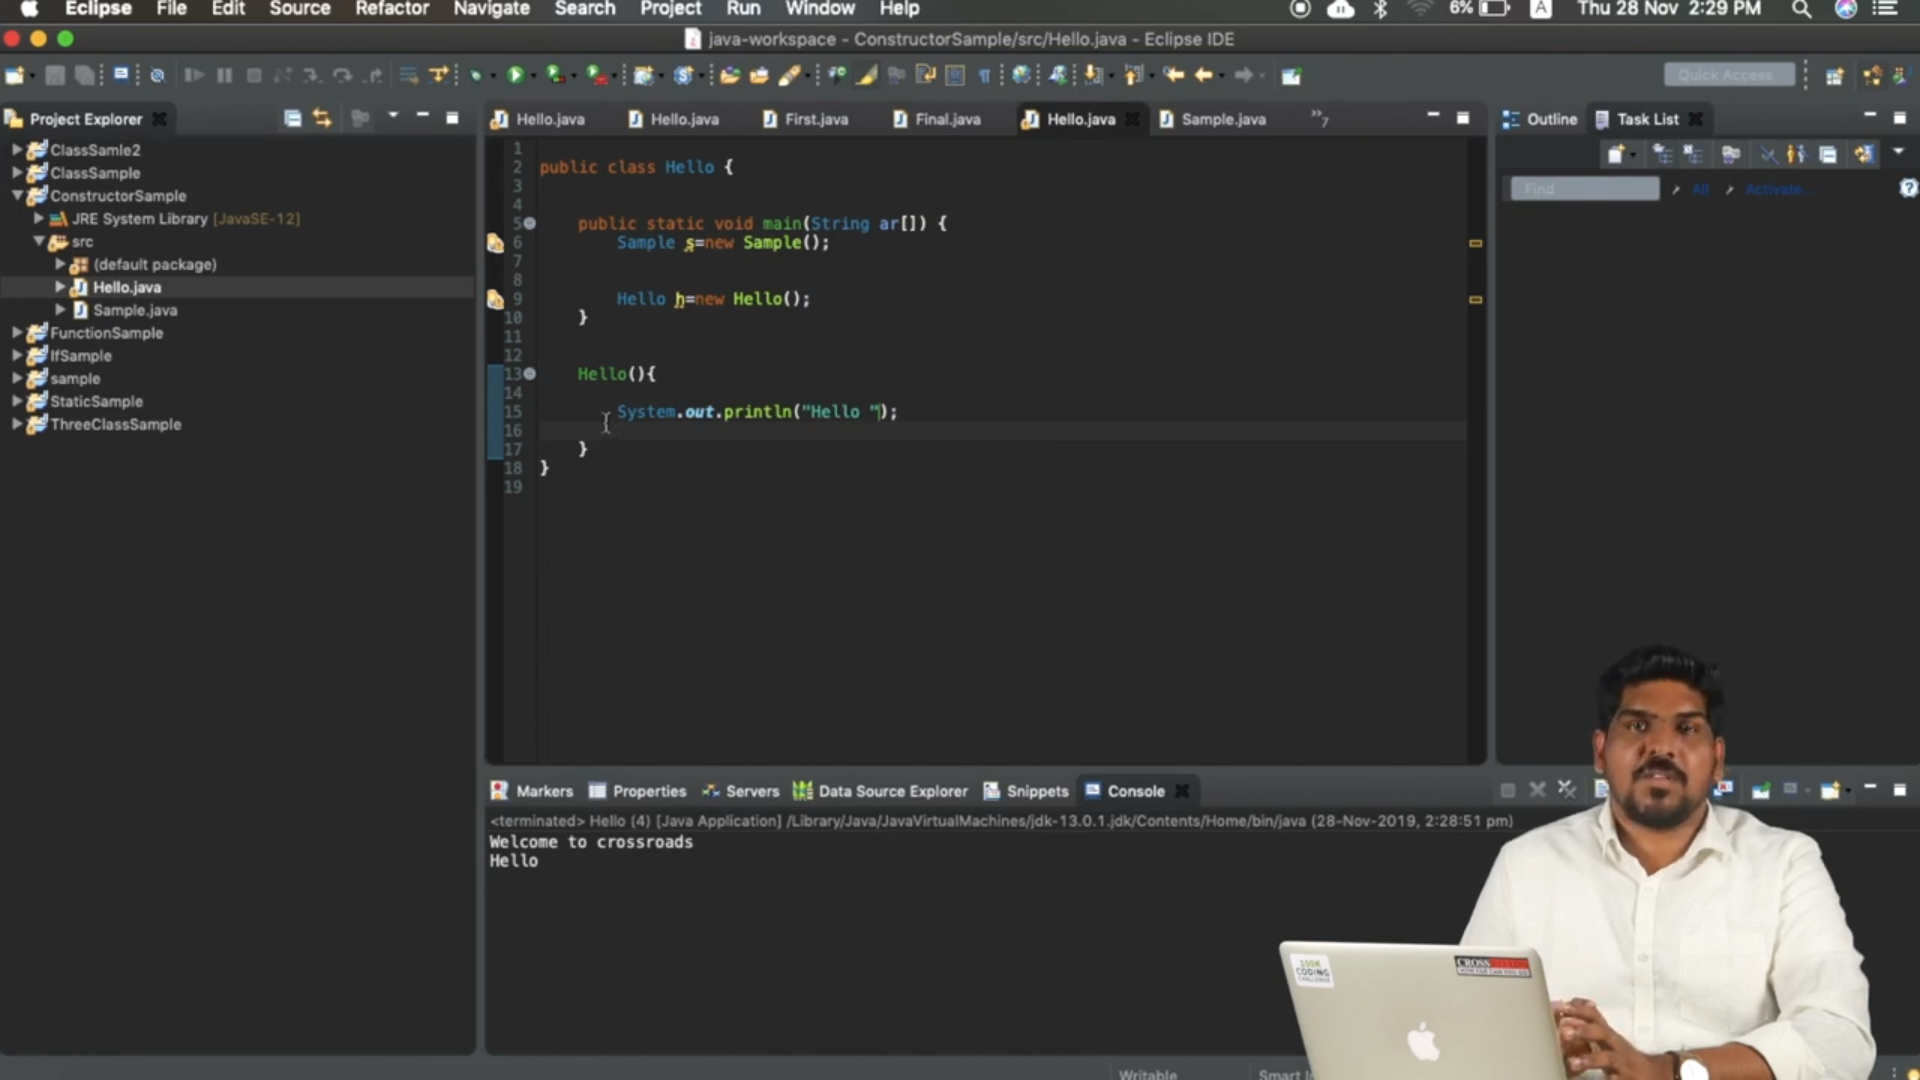 Eclipse File Edit Source Refactor Navigate Search Project Run Window Help
6% A Thu 28 Nov 2:29 PM
java-workspace - ConstructorSample/src/Hello.java - Eclipse IDE
Quick Access
Project Explorer
ClassSamle2
ClassSample
ConstructorSample
JRE System Library [JavaSE-12]
src
(default package)
Hello.java
Sample.java
FunctionSample
IfSample
sample
StaticSample
ThreeClassSample
Hello.java Hello.java First.java Final.java Hello.java Sample.java »7
1
2 public class Hello {
3
4
5 public static void main(String ar[]) {
6 Sample s=new Sample();
7
8
9 Hello h=new Hello();
10 }
11
12
13 Hello(){
14
15 System.out.println("Hello ");
16
17 }
18 }
19
Outline Task List
Find All Activate...
Markers Properties Servers Data Source Explorer Snippets Console
<terminated> Hello (4) [Java Application] /Library/Java/JavaVirtualMachines/jdk-13.0.1.jdk/Contents/Home/bin/java (28-Nov-2019, 2:28:51 pm)
Welcome to crossroads
Hello
100K
CODING
CHALLENGE
Writable Smart In